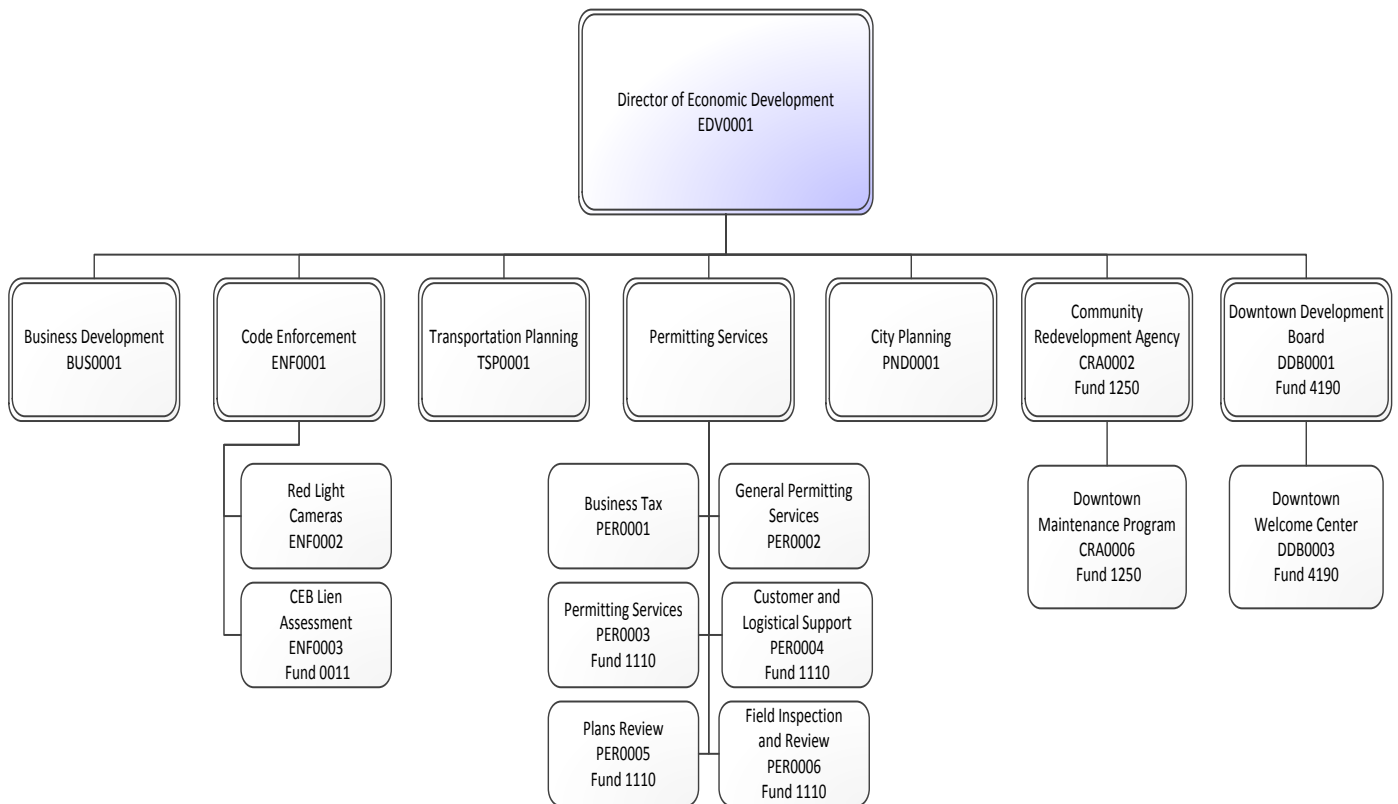 Director of Economic Development
EDV0001
Business Development
BUS0001
Code Enforcement
ENF0001
Transportation Planning
TSP0001
Permitting Services
City Planning
PND0001
Community
Redevelopment Agency
CRA0002
Fund 1250
Downtown Development
Board
DDB0001
Fund 4190
Red Light
Cameras
ENF0002
CEB Lien
Assessment
ENF0003
Fund 0011
Business Tax
PER0001
General Permitting
Services
PER0002
Permitting Services
PER0003
Fund 1110
Customer and
Logistical Support
PER0004
Fund 1110
Plans Review
PER0005
Fund 1110
Field Inspection
and Review
PER0006
Fund 1110
Downtown
Maintenance Program
CRA0006
Fund 1250
Downtown
Welcome Center
DDB0003
Fund 4190